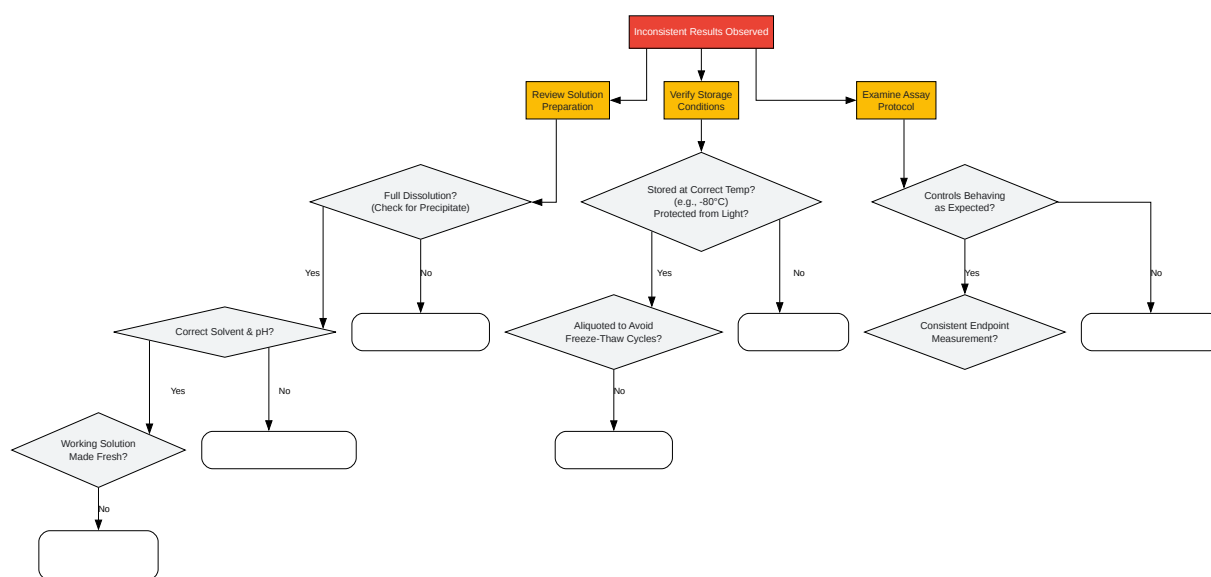 Inconsistent Results Observed
Review Solution
Preparation
Verify Storage
Conditions
Examine Assay
Protocol
Full Dissolution?
(Check for Precipitate)
Stored at Correct Temp?
(e.g., -80°C)
Protected from Light?
Controls Behaving
as Expected?
Yes
No
Yes
No
Yes
No
Correct Solvent & pH?
Aliquoted to Avoid
Freeze-Thaw Cycles?
Consistent Endpoint
Measurement?
Yes
No
No
Working Solution
Made Fresh?
No